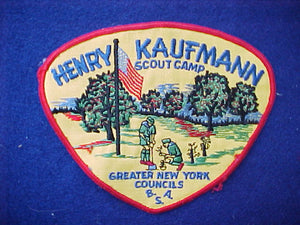 HENRY KAUFMANN
SCOUT CAMP
GREATER NEW YORK
COUNCILS
B. S. A.